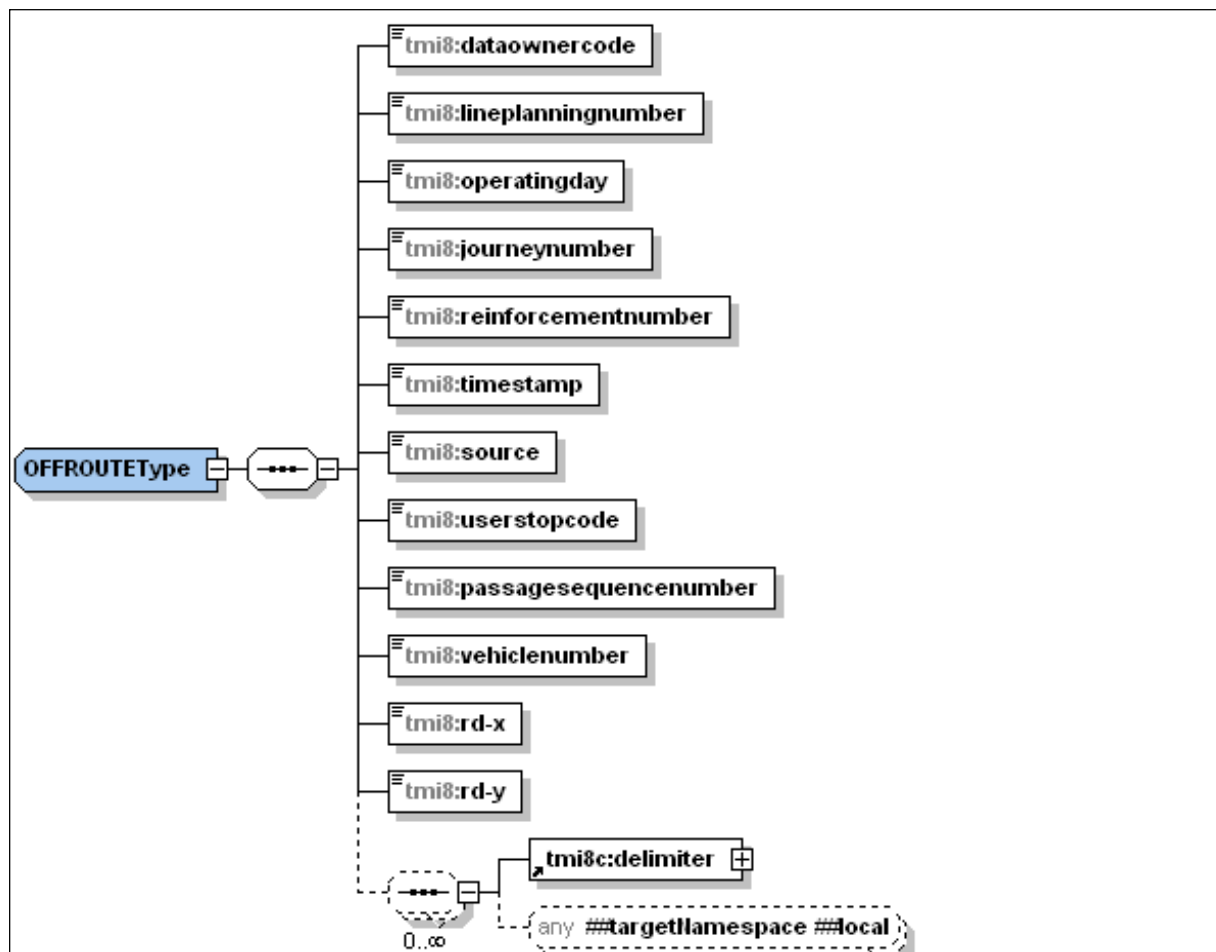 tmi8:dataownercode
tmi8:lineplanningnumber
tmi8:operatingday
tmi8:journeynumber
tmi8:reinforcementnumber
tmi8:timestamp
tmi8:source
OFFROUTEType
tmi8:userstopcode
tmi8:passagesequencenumber
tmi8:vehiclenumber
tmi8:rd-x
tmi8:rd-y
tmi8c:delimiter
any ##targetNamespace ##local
0..∞